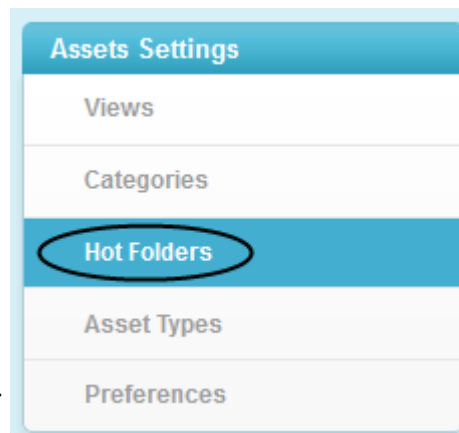 Assets Settings
Views
Categories
Hot Folders
Asset Types
Preferences